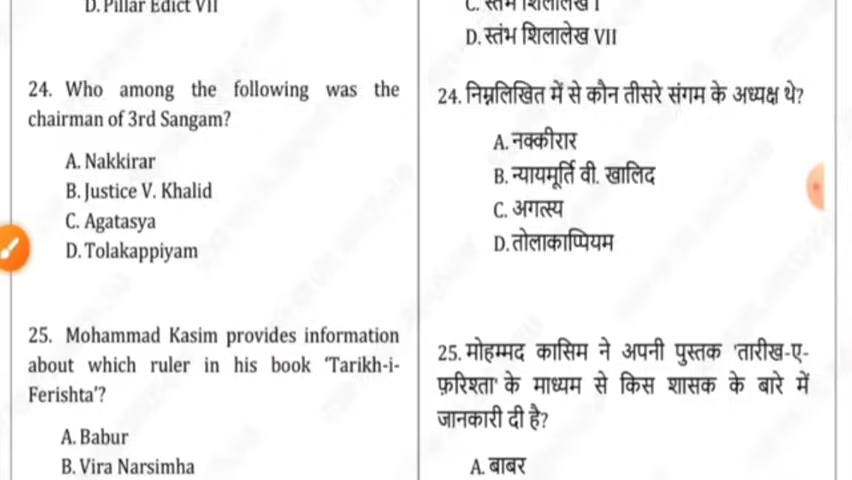 D. Pillar Edict VII
24. Who among the following was the
chairman of 3rd Sangam?
A. Nakkirar
B. Justice V. Khalid
C. Agatasya
D. Tolakappiyam
25. Mohammad Kasim provides information
about which ruler in his book ‘Tarikh-i-
Ferishta’?
A. Babur
B. Vira Narsimha
C. स्तंभ शिलालेख I
D. स्तंभ शिलालेख VII
24. निम्नलिखित में से कौन तीसरे संगम के अध्यक्ष थे?
A. नक्कीरार
B. न्यायमूर्ति वी. खालिद
C. अगत्स्य
D. तोलाकाप्पियम
25. मोहम्मद कासिम ने अपनी पुस्तक 'तारीख-ए-
फ़रिश्ता' के माध्यम से किस शासक के बारे में
जानकारी दी है?
A. बाबर